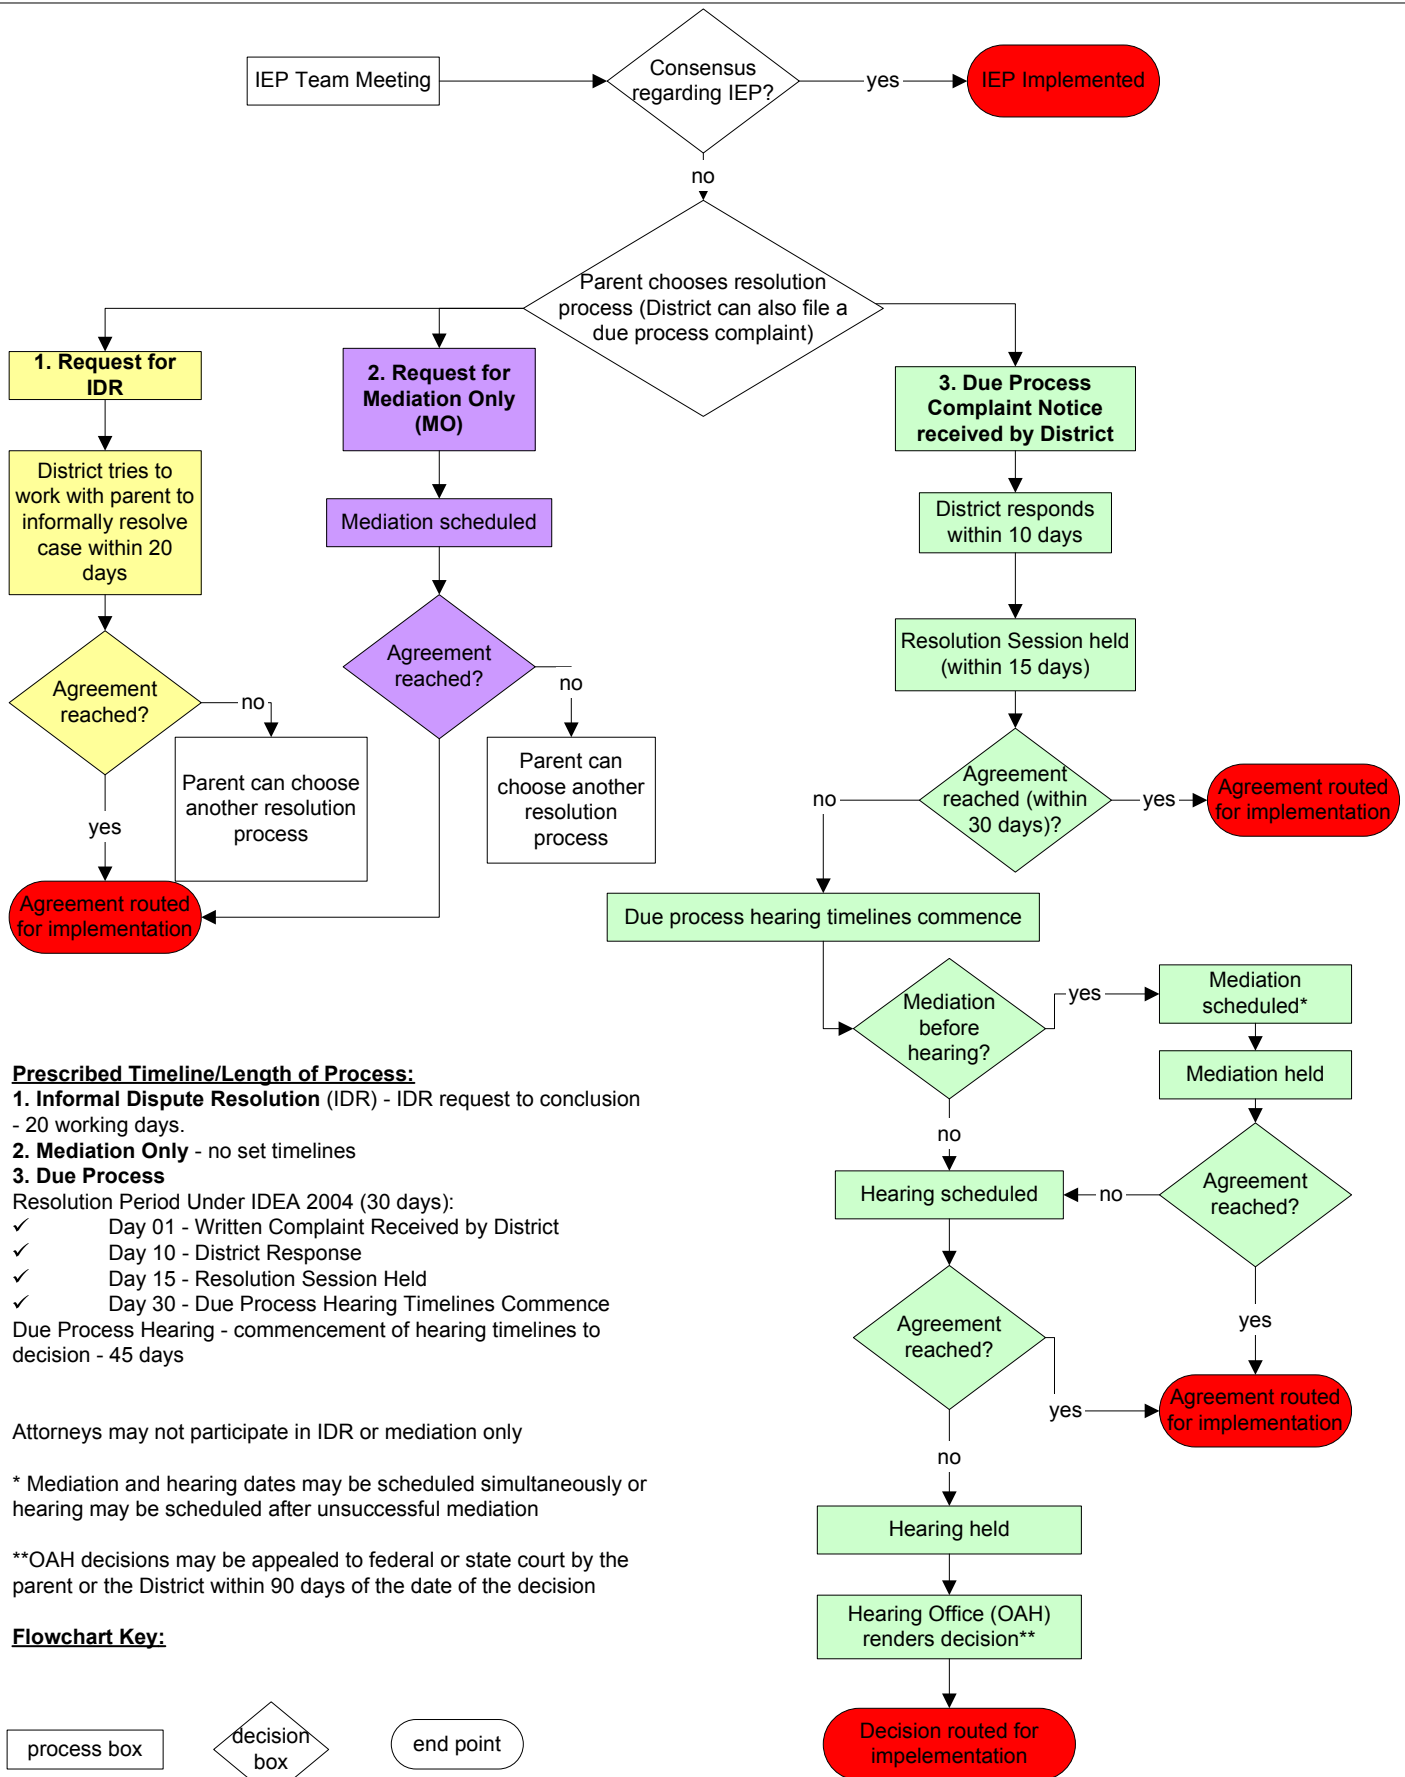 IEP Team Meeting
Consensus
regarding IEP?
yes
IEP Implemented
no
Parent chooses resolution
process (District can also file a
due process complaint)
1. Request for
IDR
District tries to
work with parent to
informally resolve
case within 20
days
Agreement
reached?
no
Parent can choose
another resolution
process
yes
Agreement routed
for implementation
2. Request for
Mediation Only
(MO)
Mediation scheduled
Agreement
reached?
no
Parent can
choose another
resolution
process
3. Due Process
Complaint Notice
received by District
District responds
within 10 days
Resolution Session held
(within 15 days)
Agreement
reached (within
30 days)?
yes
Agreement routed
for implementation
no
Due process hearing timelines commence
Mediation
before
hearing?
yes
Mediation
scheduled*
Mediation held
Agreement
reached?
no
yes
no
Hearing scheduled
Agreement
reached?
yes
Agreement routed
for implementation
no
Hearing held
Hearing Office (OAH)
renders decision**
Decision routed for
impelementation
Prescribed Timeline/Length of Process:
1. Informal Dispute Resolution (IDR) - IDR request to conclusion
- 20 working days.
2. Mediation Only - no set timelines
3. Due Process
Resolution Period Under IDEA 2004 (30 days):
✓ Day 01 - Written Complaint Received by District
✓ Day 10 - District Response
✓ Day 15 - Resolution Session Held
✓ Day 30 - Due Process Hearing Timelines Commence
Due Process Hearing - commencement of hearing timelines to
decision - 45 days
Attorneys may not participate in IDR or mediation only
* Mediation and hearing dates may be scheduled simultaneously or
hearing may be scheduled after unsuccessful mediation
**OAH decisions may be appealed to federal or state court by the
parent or the District within 90 days of the date of the decision
Flowchart Key:
process box
decision
box
end point